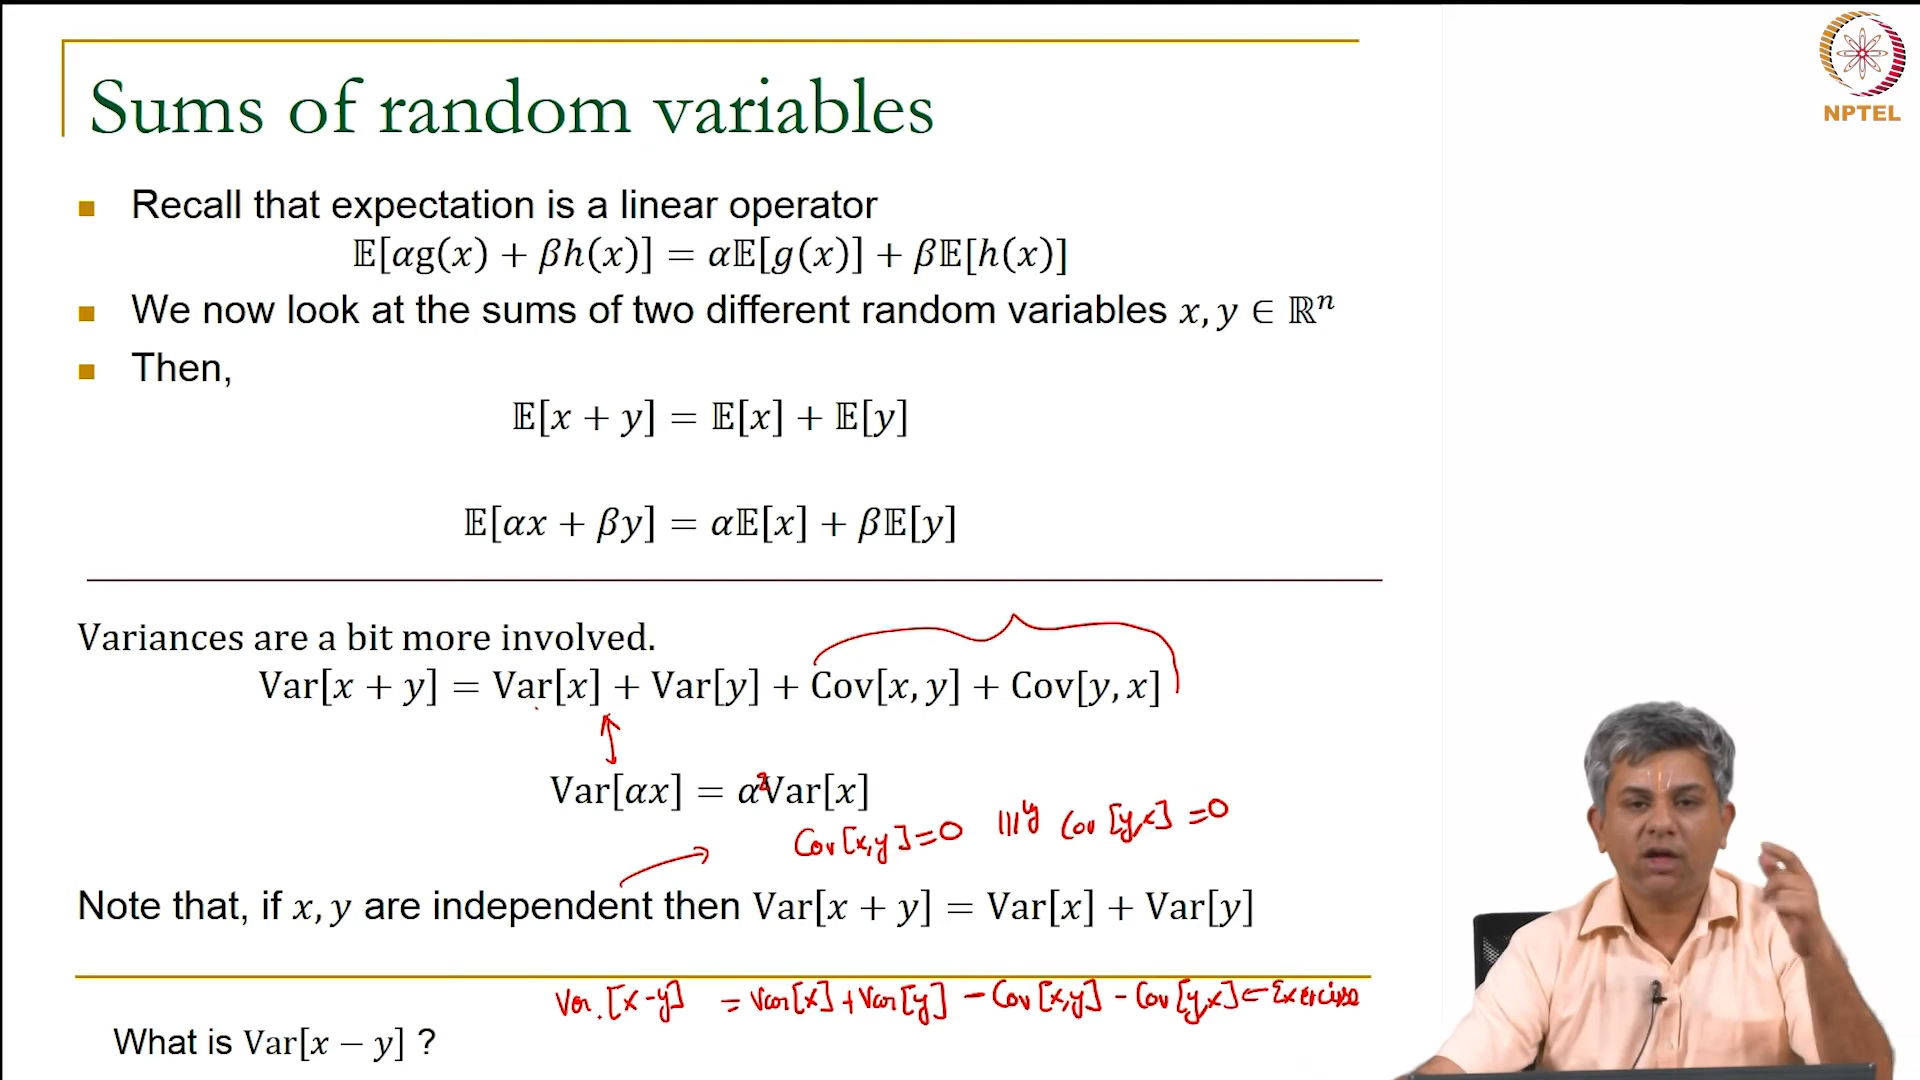 NPTEL
Sums of random variables
Recall that expectation is a linear operator
𝔼[αg(x) + βh(x)] = α𝔼[g(x)] + β𝔼[h(x)]
We now look at the sums of two different random variables x, y ∈ ℝⁿ
Then,
𝔼[x + y] = 𝔼[x] + 𝔼[y]
𝔼[αx + βy] = α𝔼[x] + β𝔼[y]
Variances are a bit more involved.
Var[x + y] = Var[x] + Var[y] + Cov[x, y] + Cov[y, x]
Var[αx] = α²Var[x]
Cov[x,y]=0 |||ly Cov[y,x]=0
Note that, if x, y are independent then Var[x + y] = Var[x] + Var[y]
Var.[x-y] = Var[x]+Var[y] - Cov[x,y] - Cov[y,x] ← Exercise
What is Var[x − y] ?